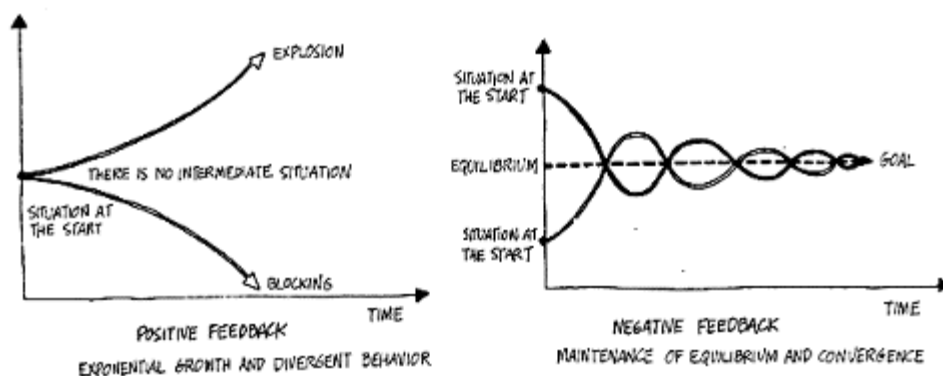 EXPLOSION
THERE IS NO INTERMEDIATE SITUATION
SITUATION AT
THE START
BLOCKING
TIME
POSITIVE FEEDBACK
EXPONENTIAL GROWTH AND DIVERGENT BEHAVIOR
SITUATION AT
THE START
EQUILIBRIUM
GOAL
SITUATION AT
THE START
TIME
NEGATIVE FEEDBACK
MAINTENANCE OF EQUILIBRIUM AND CONVERGENCE